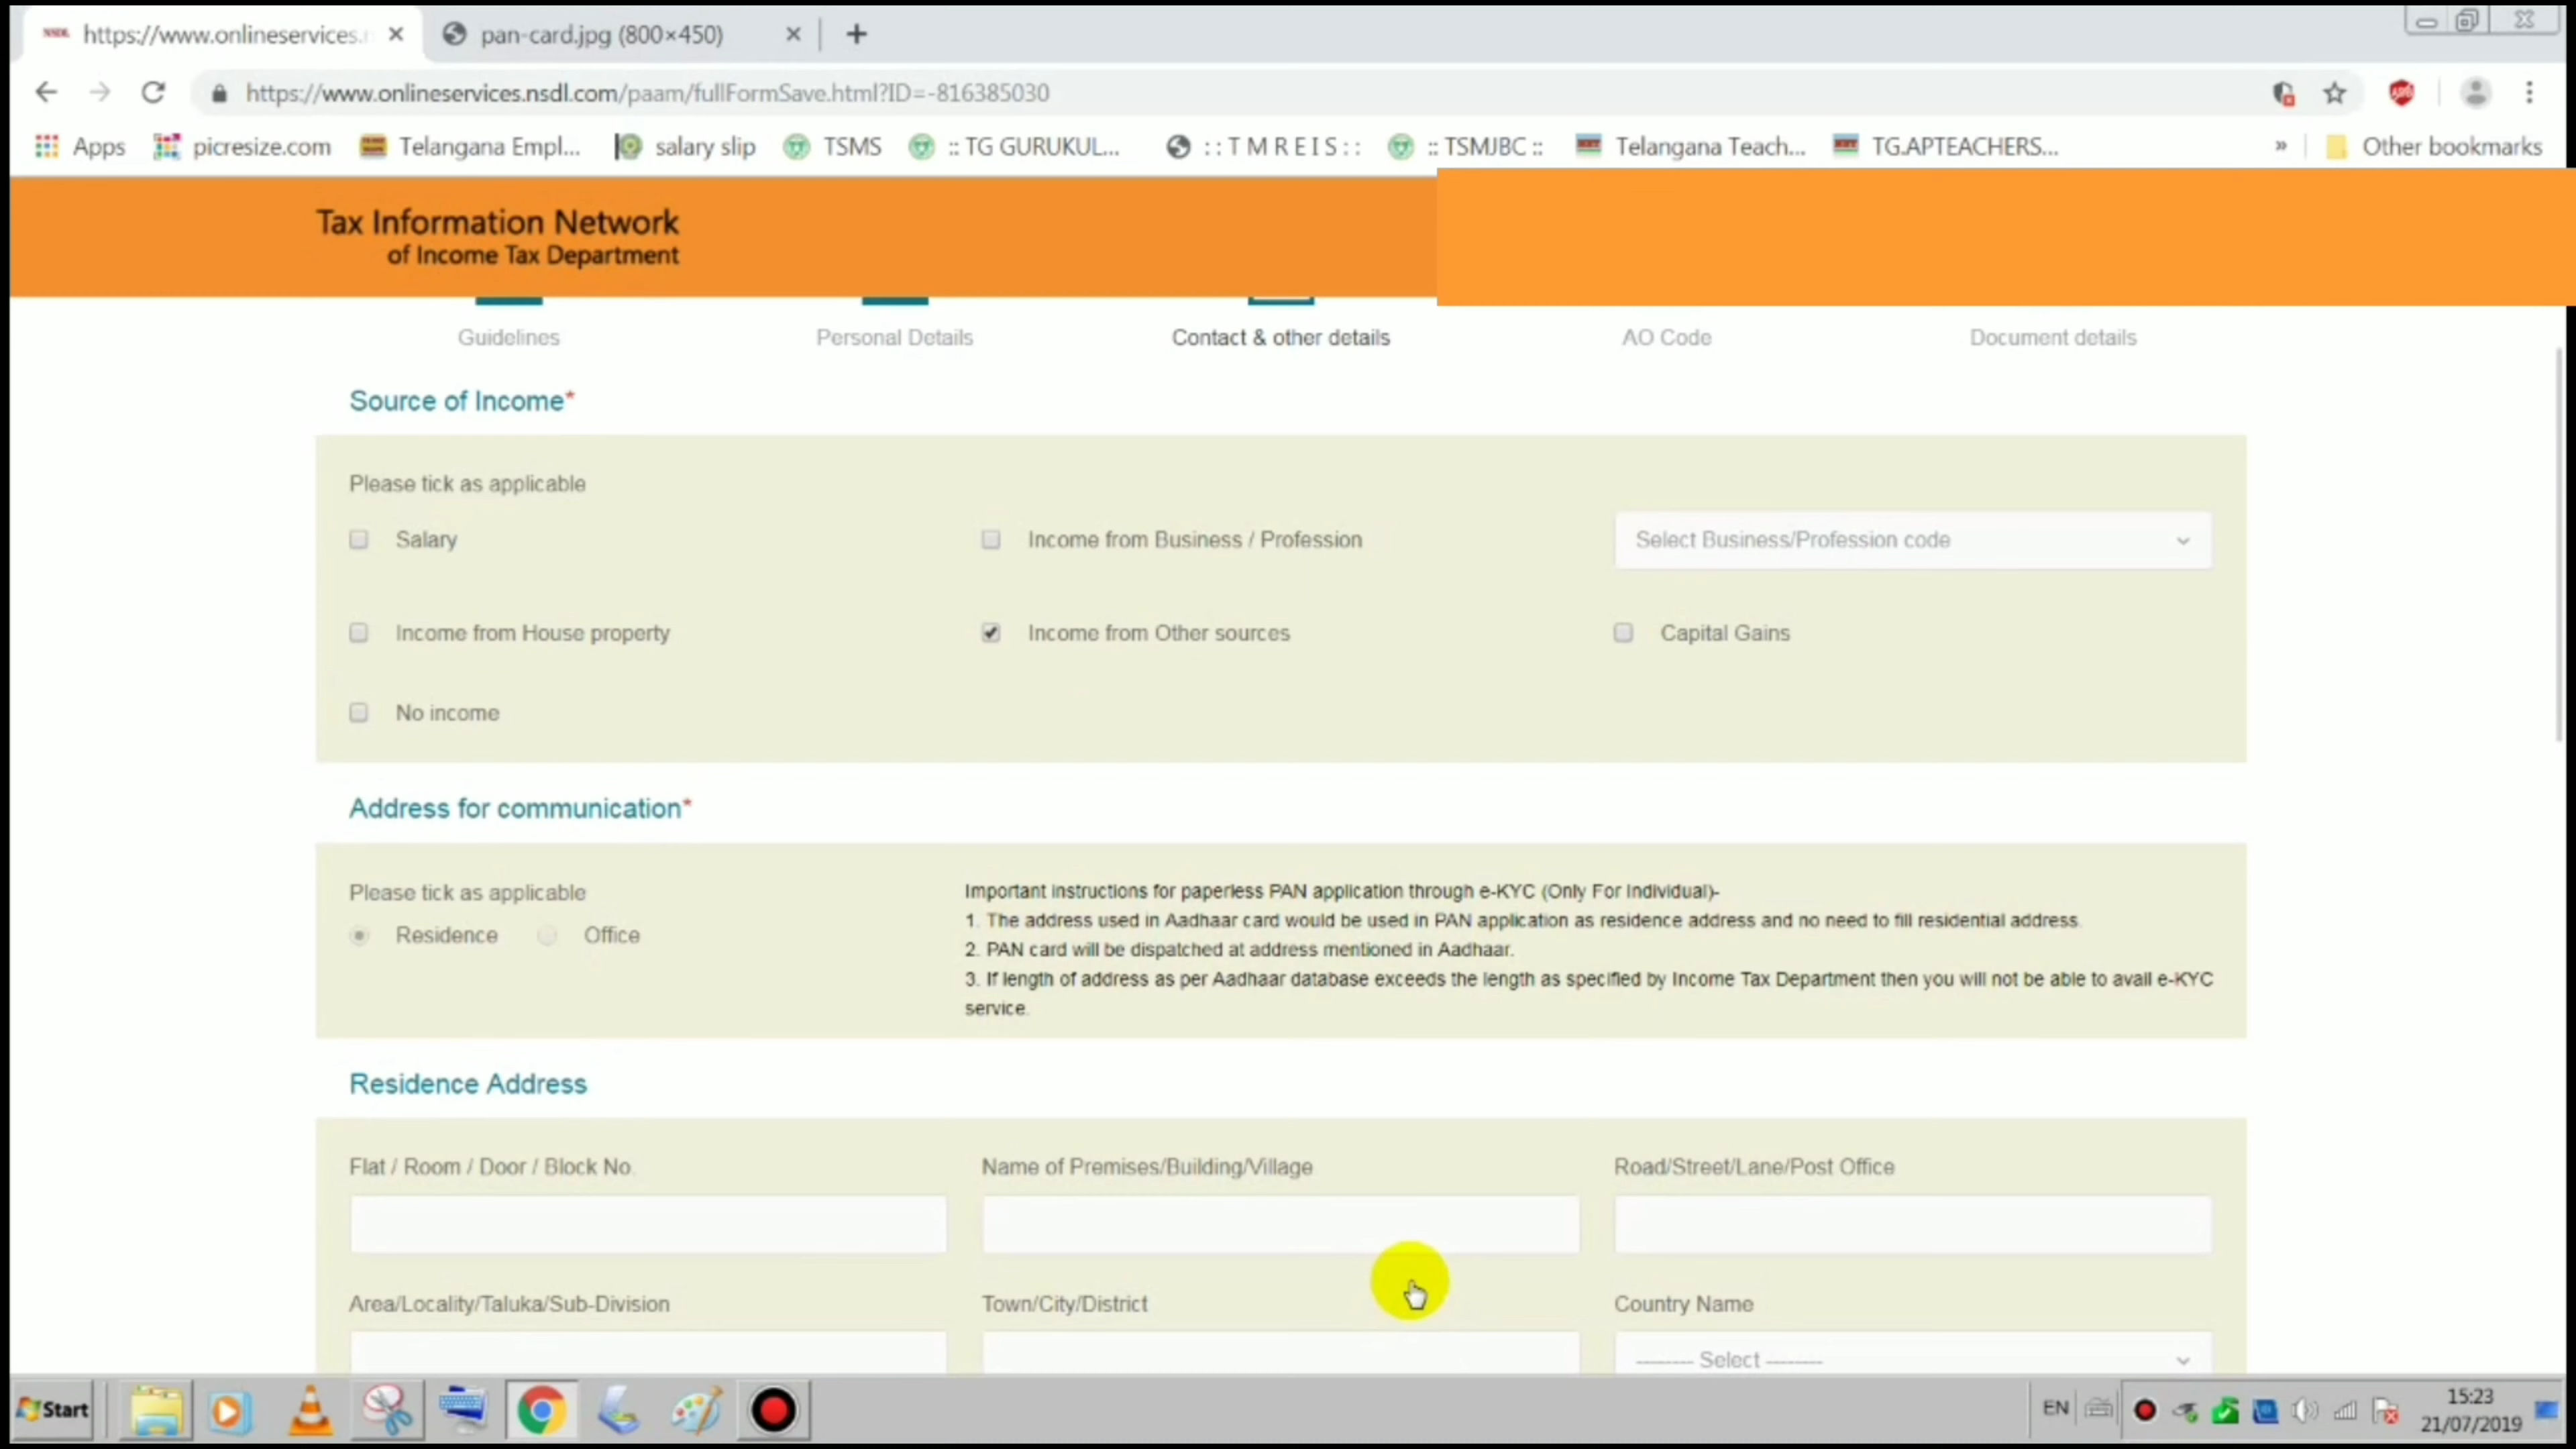 NSDL https://www.onlineservices.n
pan-card.jpg (800×450)
https://www.onlineservices.nsdl.com/paam/fullFormSave.html?ID=-816385030
Apps picresize.com Telangana Empl... salary slip TSMS :: TG GURUKUL... : : T M R E I S : : :: TSMJBC :: Telangana Teach... TG.APTEACHERS... » Other bookmarks
Tax Information Network
of Income Tax Department
Guidelines Personal Details Contact & other details AO Code Document details
Source of Income*
Please tick as applicable
Salary Income from Business / Profession Select Business/Profession code
Income from House property Income from Other sources Capital Gains
No income
Address for communication*
Please tick as applicable
Residence Office
Important instructions for paperless PAN application through e-KYC (Only For Individual)-
1. The address used in Aadhaar card would be used in PAN application as residence address and no need to fill residential address.
2. PAN card will be dispatched at address mentioned in Aadhaar.
3. If length of address as per Aadhaar database exceeds the length as specified by Income Tax Department then you will not be able to avail e-KYC
service.
Residence Address
Flat / Room / Door / Block No. Name of Premises/Building/Village Road/Street/Lane/Post Office
Area/Locality/Taluka/Sub-Division Town/City/District Country Name
-------- Select --------
Start EN 15:23
21/07/2019